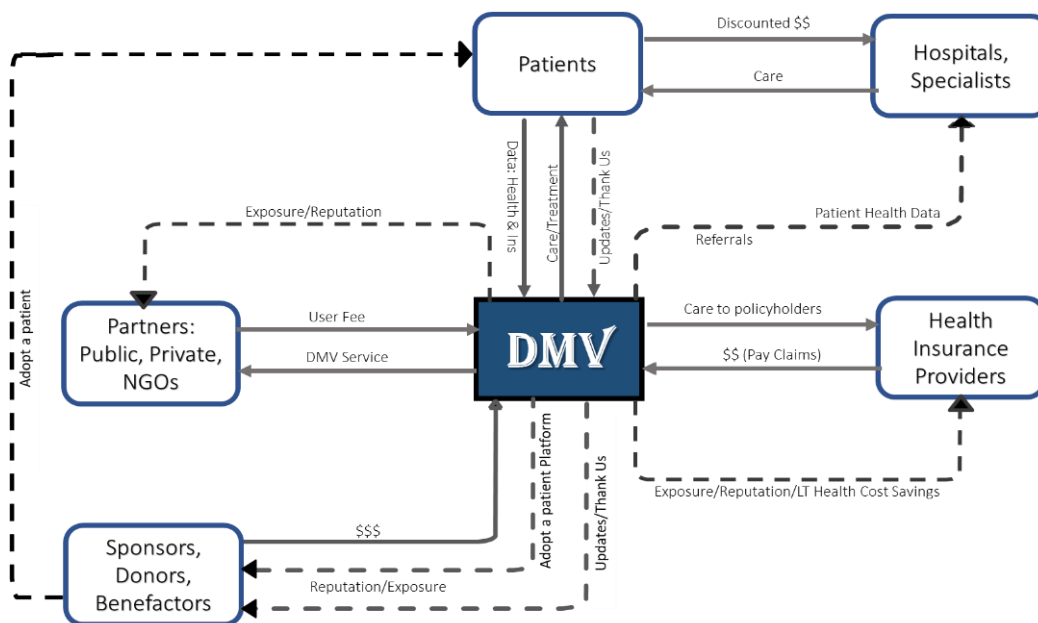 Discounted $$
Patients
Hospitals,
Specialists
Care
Data: Health & Ins
Care/Treatment
Updates/Thank Us
Exposure/Reputation
Patient Health Data
Referrals
Adopt a patient
Partners:
Public, Private,
NGOs
User Fee
DMV Service
DMV
Care to policyholders
$$ (Pay Claims)
Health
Insurance
Providers
Adopt a patient Platform
Updates/Thank Us
Exposure/Reputation/LT Health Cost Savings
$$$
Sponsors,
Donors,
Benefactors
Reputation/Exposure